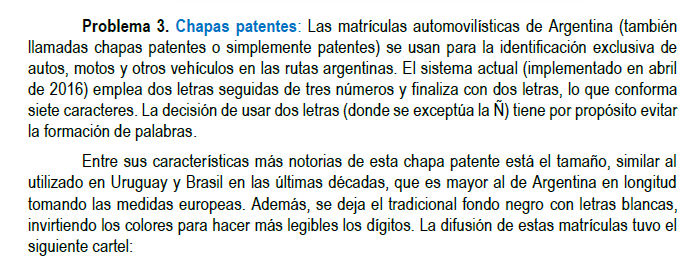 Problema 3. Chapas patentes: Las matrículas automovilísticas de Argentina (también
llamadas chapas patentes o simplemente patentes) se usan para la identificación exclusiva de
autos, motos y otros vehículos en las rutas argentinas. El sistema actual (implementado en abril
de 2016) emplea dos letras seguidas de tres números y finaliza con dos letras, lo que conforma
siete caracteres. La decisión de usar dos letras (donde se exceptúa la Ñ) tiene por propósito evitar
la formación de palabras.
Entre sus características más notorias de esta chapa patente está el tamaño, similar al
utilizado en Uruguay y Brasil en las últimas décadas, que es mayor al de Argentina en longitud
tomando las medidas europeas. Además, se deja el tradicional fondo negro con letras blancas,
invirtiendo los colores para hacer más legibles los dígitos. La difusión de estas matrículas tuvo el
siguiente cartel: